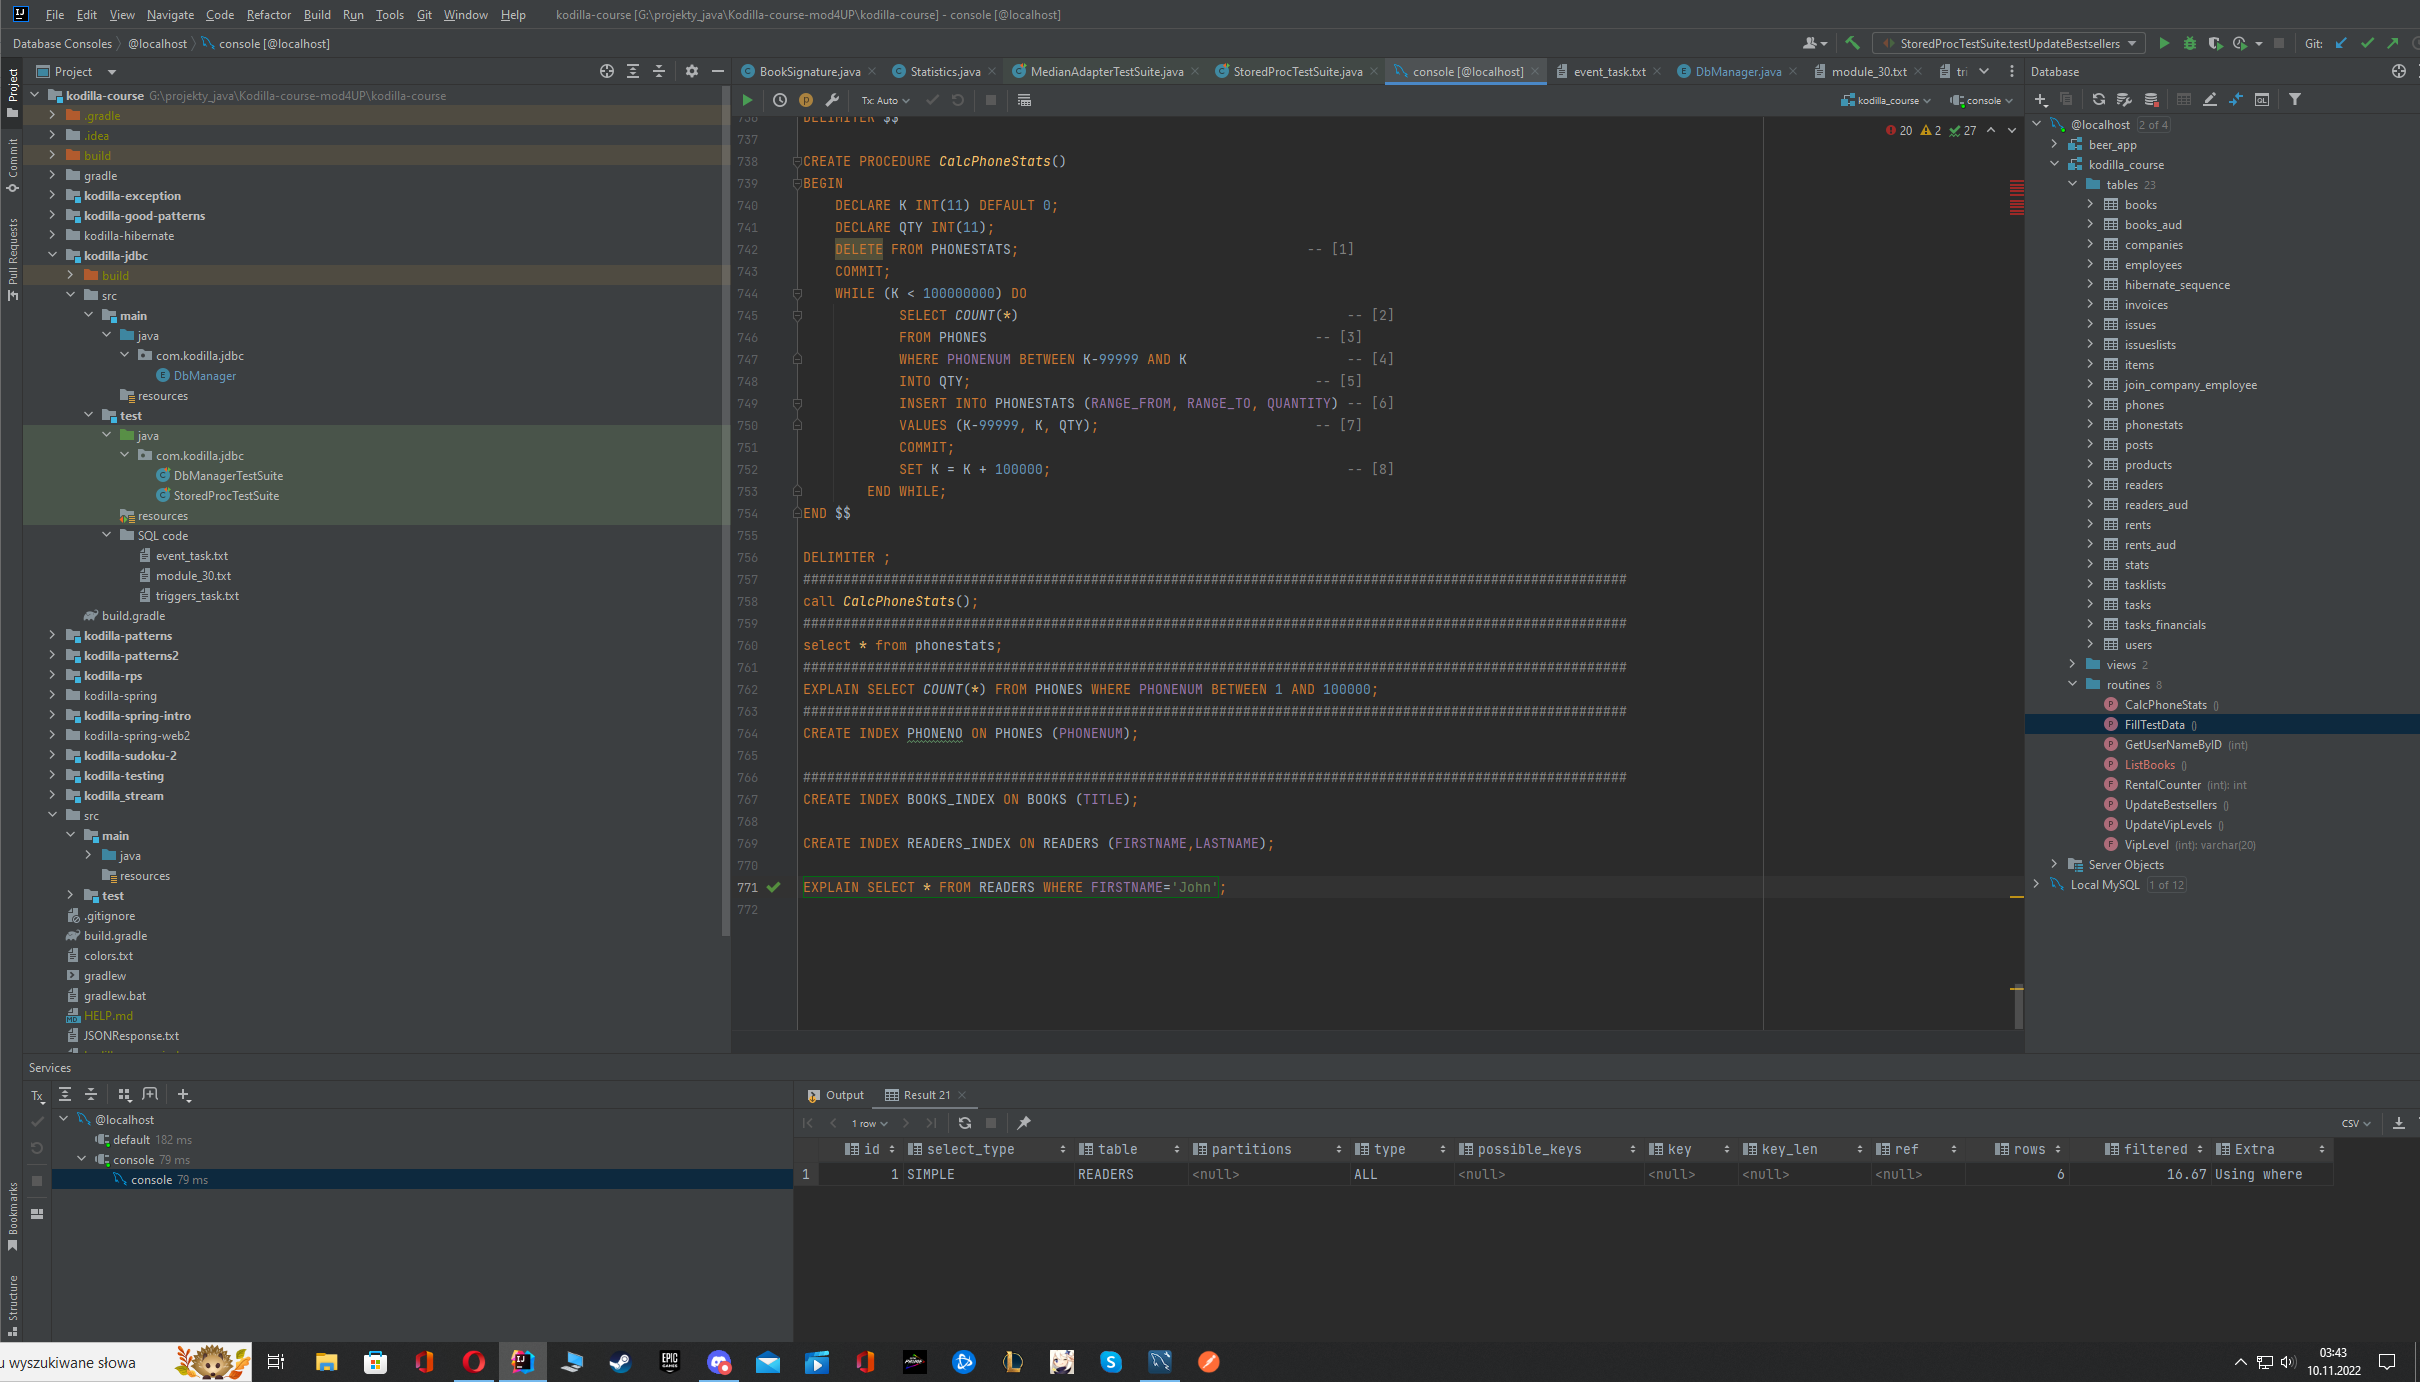 File Edit View Navigate Code Refactor Build Run Tools Git Window Help kodilla-course [G:\projekty_java\Kodilla-course-mod4UP\kodilla-course] - console [@localhost]
Database Consoles @localhost console [@localhost] StoredProcTestSuite.testUpdateBestsellers Git:
Project
BookSignature.java Statistics.java MedianAdapterTestSuite.java StoredProcTestSuite.java console [@localhost] event_task.txt DbManager.java module_30.txt tri
Database
Project
Commit
Pull Requests
Bookmarks
Structure
kodilla-course G:\projekty_java\Kodilla-course-mod4UP\kodilla-course
.gradle
.idea
build
gradle
kodilla-exception
kodilla-good-patterns
kodilla-hibernate
kodilla-jdbc
build
src
main
java
com.kodilla.jdbc
DbManager
resources
test
java
com.kodilla.jdbc
DbManagerTestSuite
StoredProcTestSuite
resources
SQL code
event_task.txt
module_30.txt
triggers_task.txt
build.gradle
kodilla-patterns
kodilla-patterns2
kodilla-rps
kodilla-spring
kodilla-spring-intro
kodilla-spring-web2
kodilla-sudoku-2
kodilla-testing
kodilla_stream
src
main
java
resources
test
.gitignore
build.gradle
colors.txt
gradlew
gradlew.bat
HELP.md
JSONResponse.txt
Tx: Auto kodilla_course console
20 2 27
736 DELIMITER $$
737
738 CREATE PROCEDURE CalcPhoneStats()
739 BEGIN
740 DECLARE K INT(11) DEFAULT 0;
741 DECLARE QTY INT(11);
742 DELETE FROM PHONESTATS; -- [1]
743 COMMIT;
744 WHILE (K < 100000000) DO
745 SELECT COUNT(*) -- [2]
746 FROM PHONES -- [3]
747 WHERE PHONENUM BETWEEN K-99999 AND K -- [4]
748 INTO QTY; -- [5]
749 INSERT INTO PHONESTATS (RANGE_FROM, RANGE_TO, QUANTITY) -- [6]
750 VALUES (K-99999, K, QTY); -- [7]
751 COMMIT;
752 SET K = K + 100000; -- [8]
753 END WHILE;
754 END $$
755
756 DELIMITER ;
757 #######################################################################################################
758 call CalcPhoneStats();
759 #######################################################################################################
760 select * from phonestats;
761 #######################################################################################################
762 EXPLAIN SELECT COUNT(*) FROM PHONES WHERE PHONENUM BETWEEN 1 AND 100000;
763 #######################################################################################################
764 CREATE INDEX PHONENO ON PHONES (PHONENUM);
765
766 #######################################################################################################
767 CREATE INDEX BOOKS_INDEX ON BOOKS (TITLE);
768
769 CREATE INDEX READERS_INDEX ON READERS (FIRSTNAME,LASTNAME);
770
771 EXPLAIN SELECT * FROM READERS WHERE FIRSTNAME='John';
772
@localhost 2 of 4
beer_app
kodilla_course
tables 23
books
books_aud
companies
employees
hibernate_sequence
invoices
issues
issueslists
items
join_company_employee
phones
phonestats
posts
products
readers
readers_aud
rents
rents_aud
stats
tasklists
tasks
tasks_financials
users
views 2
routines 8
CalcPhoneStats ()
FillTestData ()
GetUserNameByID (int)
ListBooks ()
RentalCounter (int): int
UpdateBestsellers ()
UpdateVipLevels ()
VipLevel (int): varchar(20)
Server Objects
Local MySQL 1 of 12
Services
Tx
@localhost
default 182 ms
console 79 ms
console 79 ms
Output Result 21
1 row CSV
id select_type table partitions type possible_keys key key_len ref rows filtered Extra
1 1 SIMPLE READERS <null> ALL <null> <null> <null> <null> 6 16.67 Using where
u wyszukiwane słowa
03:43
10.11.2022